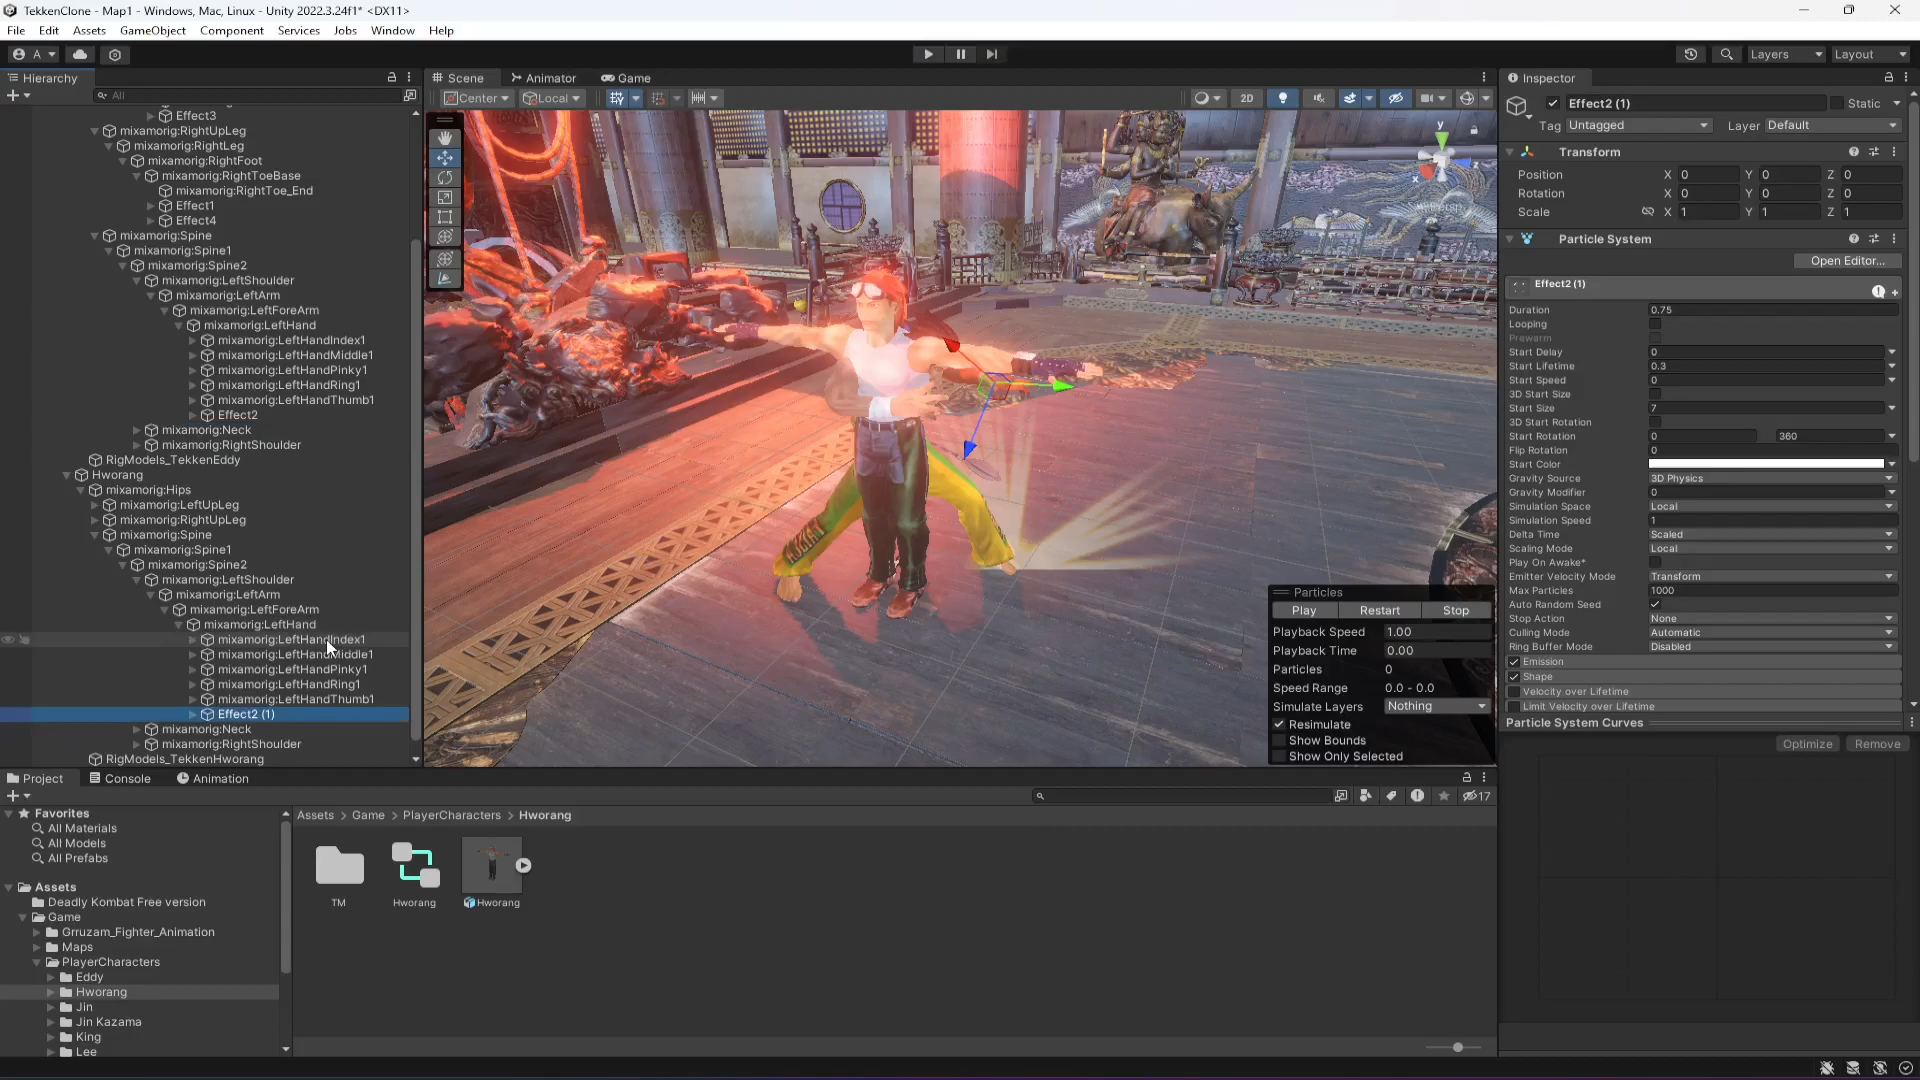 TekkenClone - Map1 - Windows, Mac, Linux - Unity 2022.3.24f1* <DX11>
File Edit Assets GameObject Component Services Jobs Window Help
A Layers Layout
Hierarchy
All
Effect3
mixamorig:RightUpLeg
mixamorig:RightLeg
mixamorig:RightFoot
mixamorig:RightToeBase
mixamorig:RightToe_End
Effect1
Effect4
mixamorig:Spine
mixamorig:Spine1
mixamorig:Spine2
mixamorig:LeftShoulder
mixamorig:LeftArm
mixamorig:LeftForeArm
mixamorig:LeftHand
mixamorig:LeftHandIndex1
mixamorig:LeftHandMiddle1
mixamorig:LeftHandPinky1
mixamorig:LeftHandRing1
mixamorig:LeftHandThumb1
Effect2
mixamorig:Neck
mixamorig:RightShoulder
RigModels_TekkenEddy
Hworang
mixamorig:Hips
mixamorig:LeftUpLeg
mixamorig:RightUpLeg
mixamorig:Spine
mixamorig:Spine1
mixamorig:Spine2
mixamorig:LeftShoulder
mixamorig:LeftArm
mixamorig:LeftForeArm
mixamorig:LeftHand
mixamorig:LeftHandIndex1
mixamorig:LeftHandMiddle1
mixamorig:LeftHandPinky1
mixamorig:LeftHandRing1
mixamorig:LeftHandThumb1
Effect2 (1)
mixamorig:Neck
mixamorig:RightShoulder
RigModels_TekkenHworang
Scene Animator Game
Center Local 2D
y
x
z
Persp
Particles
Play Restart Stop
Playback Speed 1.00
Playback Time 0.00
Particles 0
Speed Range 0.0 - 0.0
Simulate Layers Nothing
Resimulate
Show Bounds
Show Only Selected
Inspector
Effect2 (1) Static
Tag Untagged Layer Default
Transform
Position X 0 Y 0 Z 0
Rotation X 0 Y 0 Z 0
Scale X 1 Y 1 Z 1
Particle System
Open Editor...
Effect2 (1)
Duration 0.75
Looping
Prewarm
Start Delay 0
Start Lifetime 0.3
Start Speed 0
3D Start Size
Start Size 7
3D Start Rotation
Start Rotation 0 360
Flip Rotation 0
Start Color
Gravity Source 3D Physics
Gravity Modifier 0
Simulation Space Local
Simulation Speed 1
Delta Time Scaled
Scaling Mode Local
Play On Awake*
Emitter Velocity Mode Transform
Max Particles 1000
Auto Random Seed
Stop Action None
Culling Mode Automatic
Ring Buffer Mode Disabled
Emission
Shape
Velocity over Lifetime
Limit Velocity over Lifetime
Particle System Curves
Optimize Remove
Project Console Animation
17
Favorites
All Materials
All Models
All Prefabs
Assets
Deadly Kombat Free version
Game
Grruzam_Fighter_Animation
Maps
PlayerCharacters
Eddy
Hworang
Jin
Jin Kazama
King
Lee
Assets > Game > PlayerCharacters > Hworang
TM Hworang Hworang